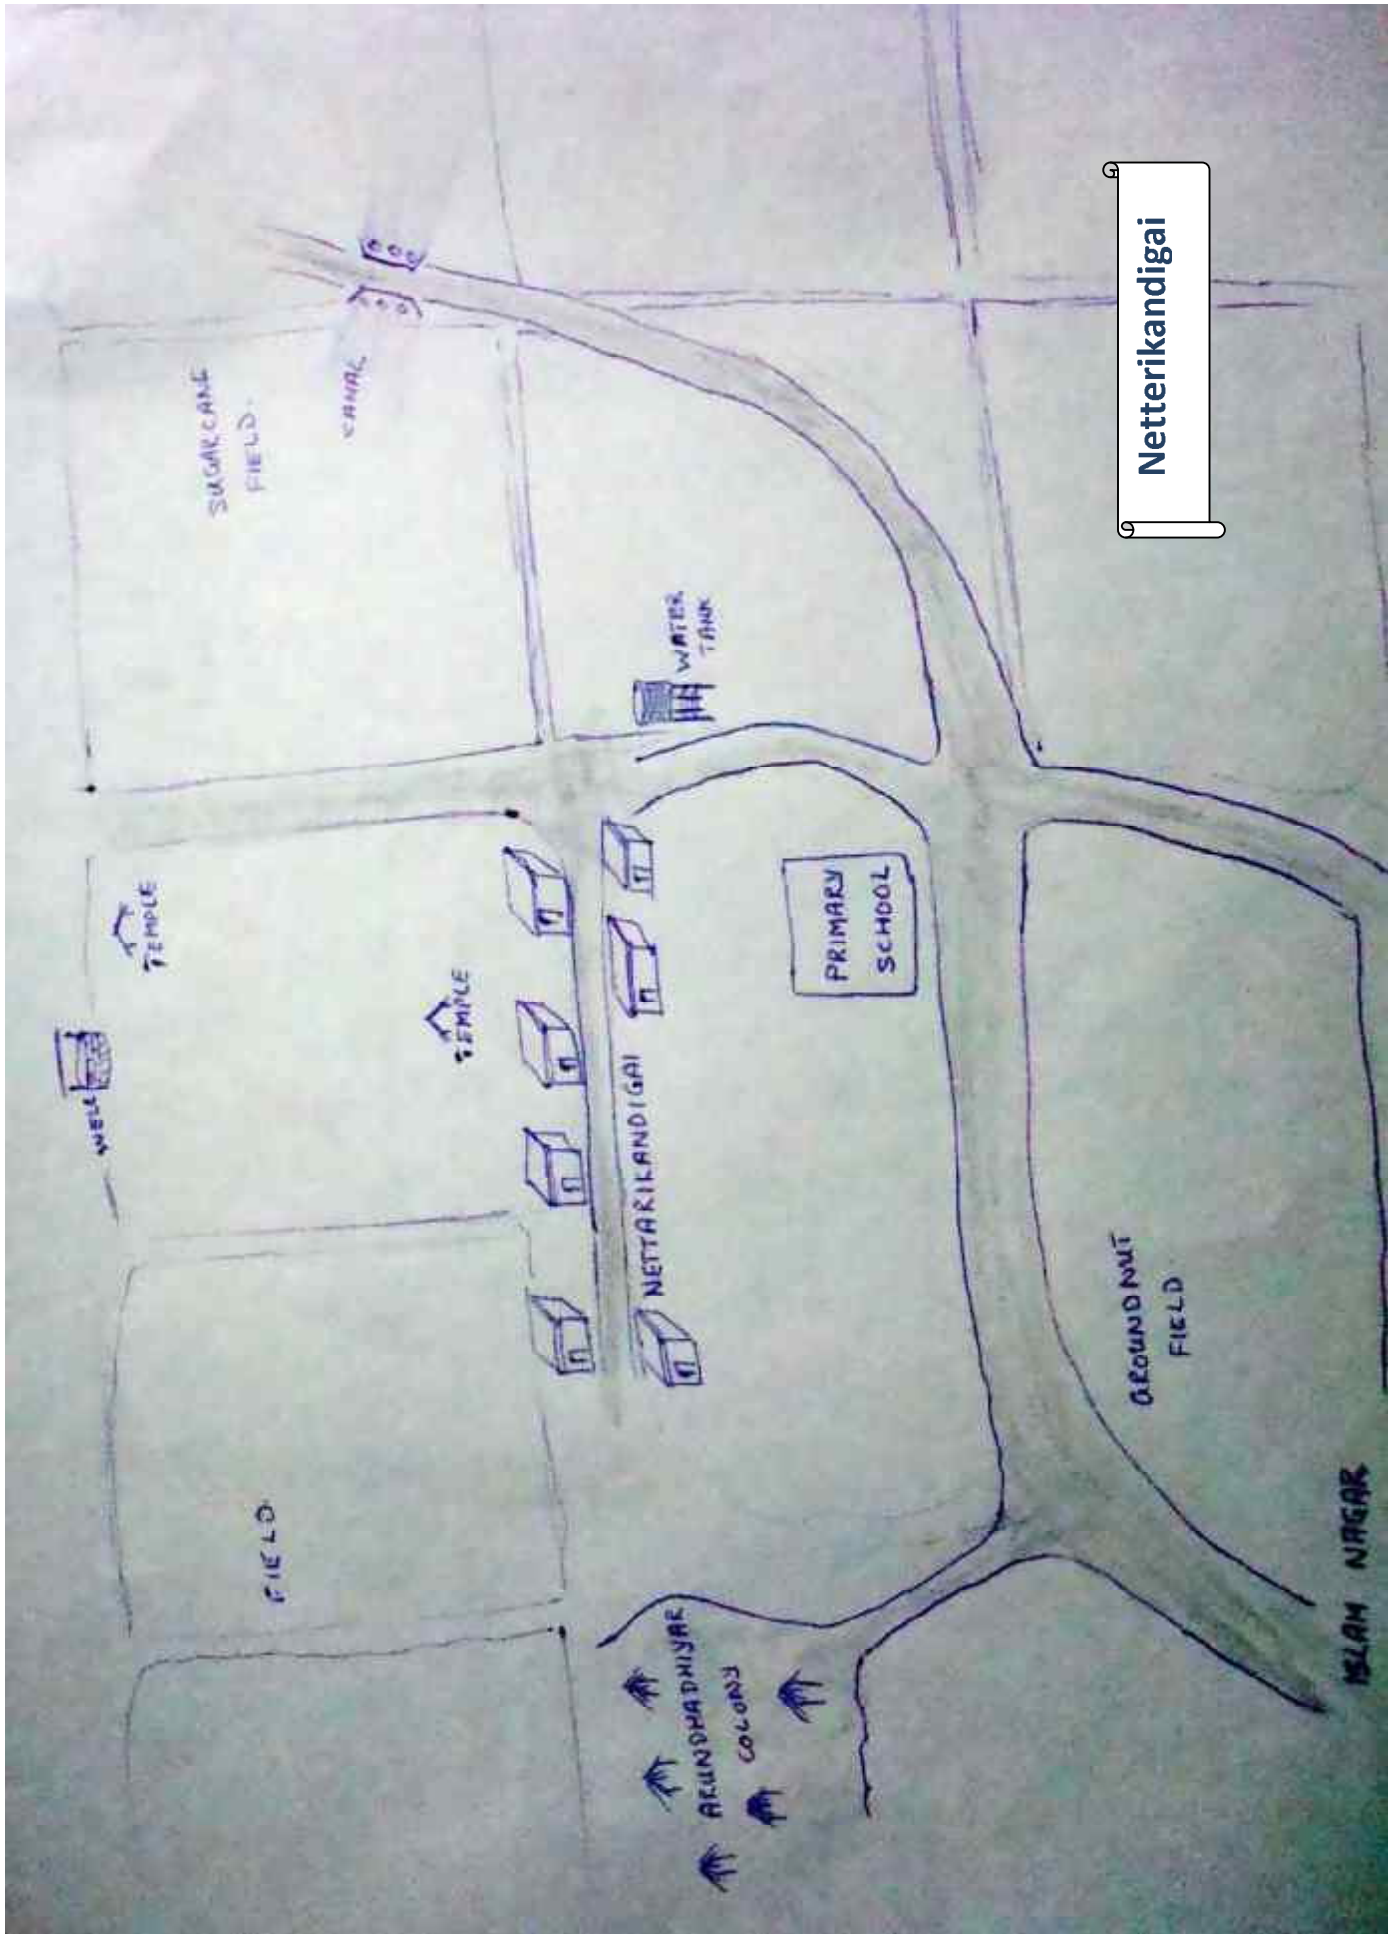 WELL
TEMPLE
SUGARCANE
FIELD.
CANAL
FIELD.
TEMPLE
NETTARIKANDIGAI
WATER
TANK
ARUNDHADHIYAR
COLONY
PRIMARY
SCHOOL
GROUNDNUT
FIELD
ISLAM NAGAR
Netterikandigai